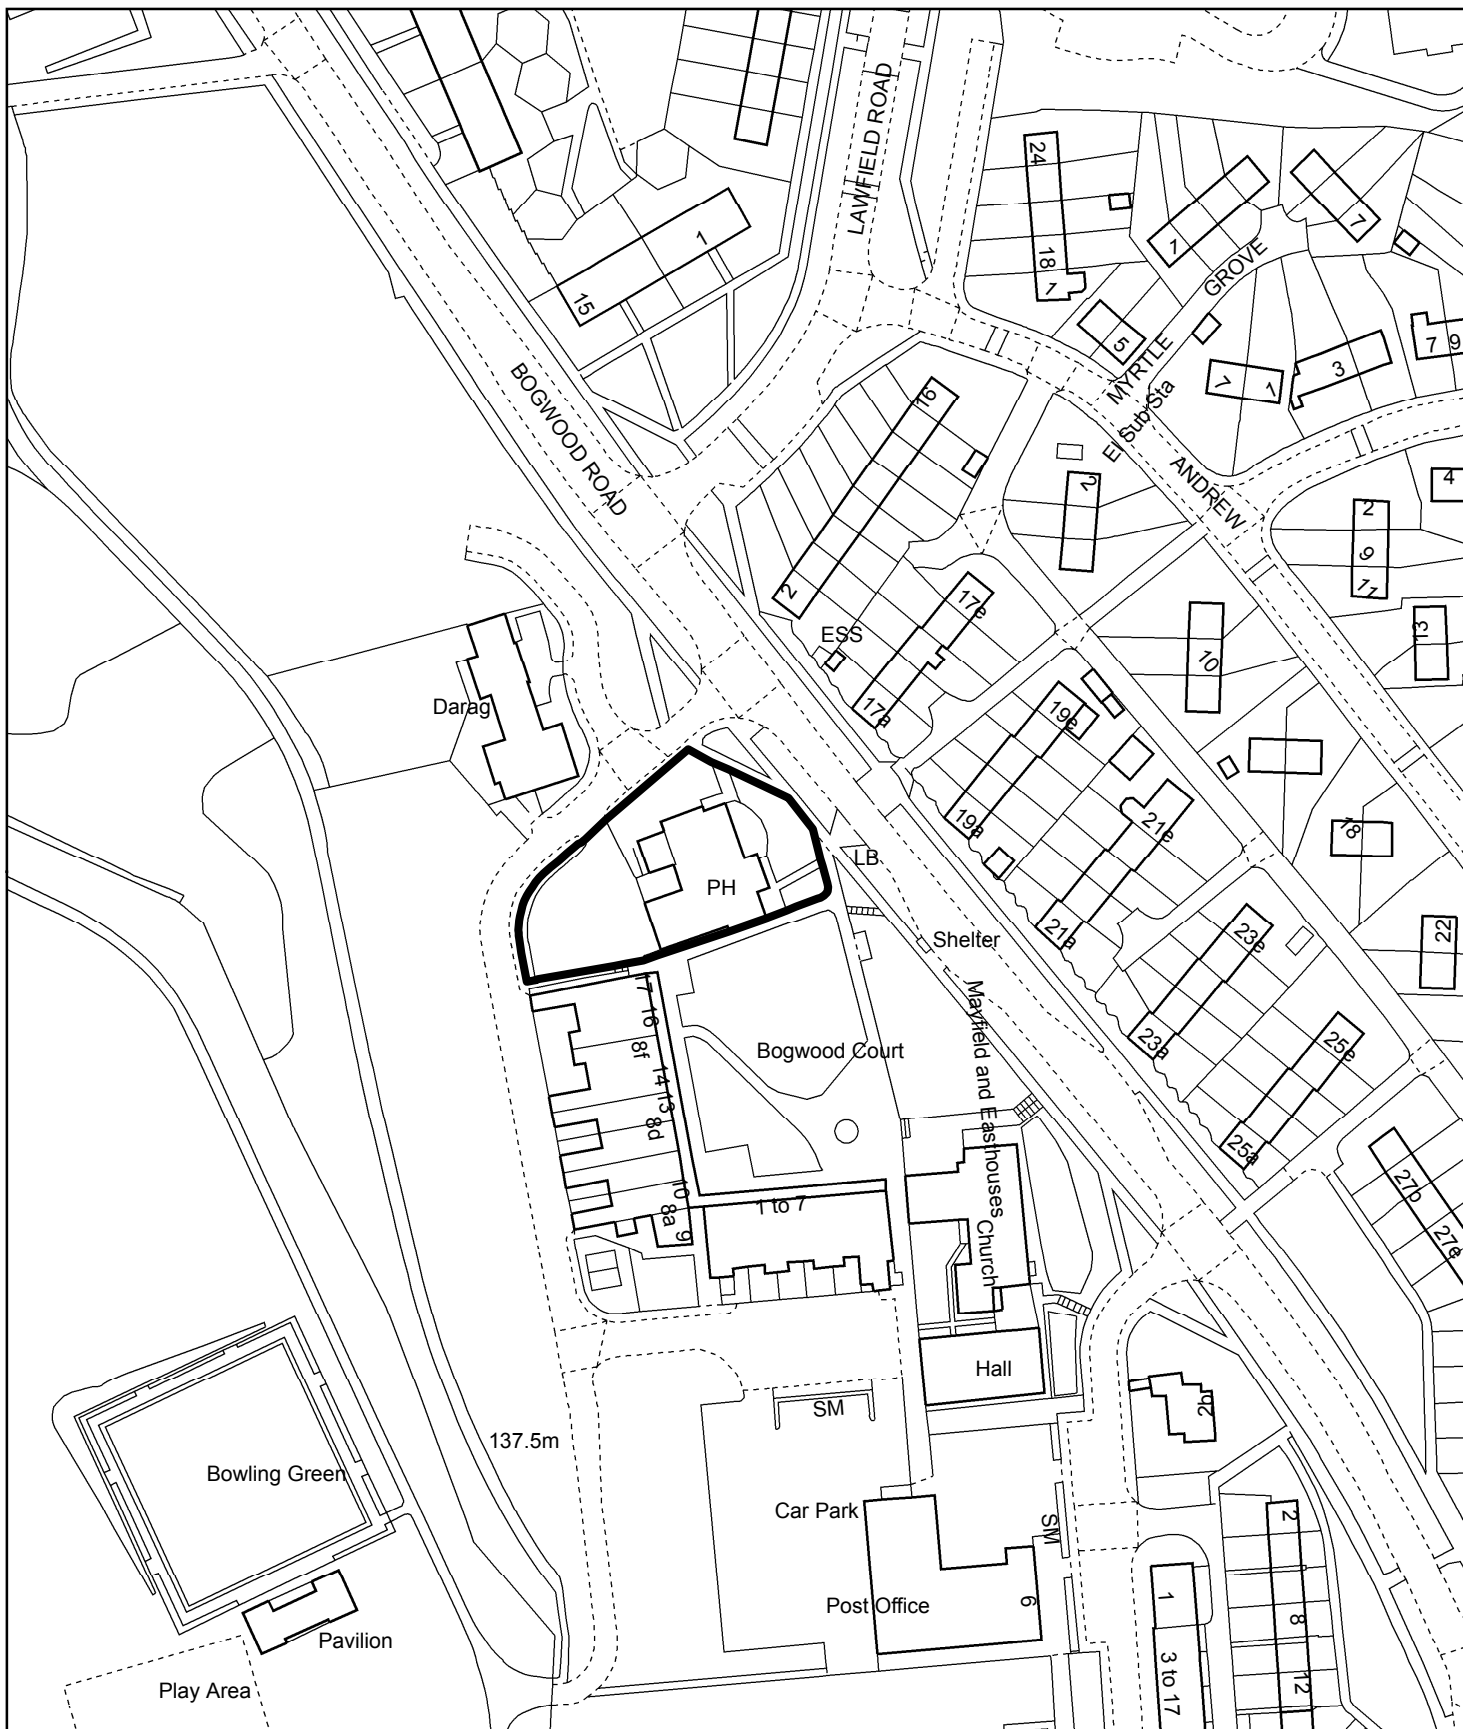 LAWFIELD ROAD
24
18
1
1
7
GROVE
MYRTLE
5
1
15
BOGWOOD ROAD
16
2
El Sub Sta
7
1
3
7
9
ANDREW
2
4
2
9
11
13
10
ESS
17e
17a
Darag
19e
19a
21e
21a
18
LB
PH
Shelter
23e
23a
22
25e
25a
17
16
8f
14
13
8d
10
8a
9
Bogwood Court
Mayfield and Easthouses
Church
1 to 7
27b
27e
Hall
SM
2b
137.5m
Bowling Green
Car Park
SM
Post Office
6
2
8
12
1
3 to 17
Pavilion
Play Area